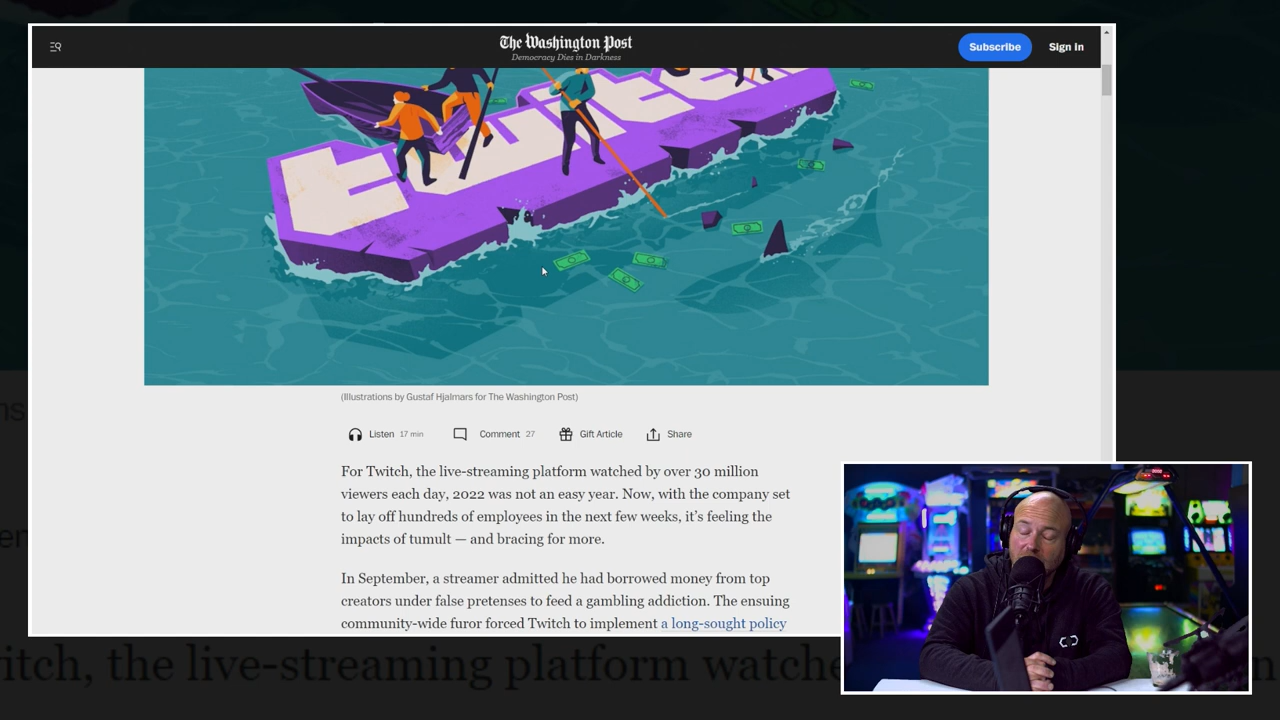 The Washington Post
Democracy Dies in Darkness
Subscribe
Sign in
twitch
(Illustrations by Gustaf Hjalmars for The Washington Post)
Listen 17 min
Comment 27
Gift Article
Share
For Twitch, the live-streaming platform watched by over 30 million
viewers each day, 2022 was not an easy year. Now, with the company set
to lay off hundreds of employees in the next few weeks, it's feeling the
impacts of tumult — and bracing for more.
In September, a streamer admitted he had borrowed money from top
creators under false pretenses to feed a gambling addiction. The ensuing
community-wide furor forced Twitch to implement a long-sought policy
itch, the live-streaming platform watche